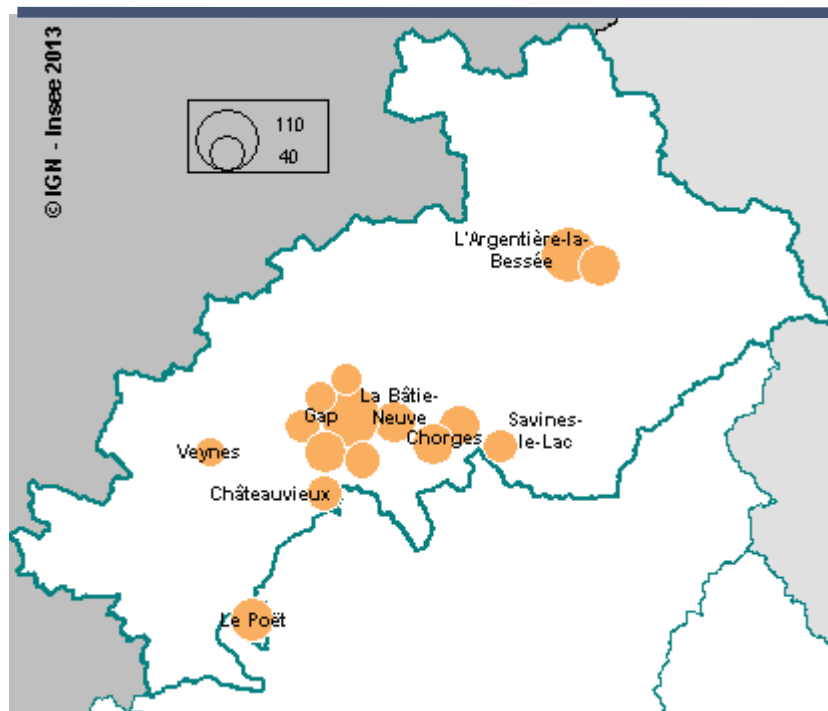 © IGN - Insee 2013
110
40
L'Argentière-la-
Bessée
La Bâtie-
Neuve
Gap
Chorges
Savines-
le-Lac
Veynes
Châteauvieux
Le Poët